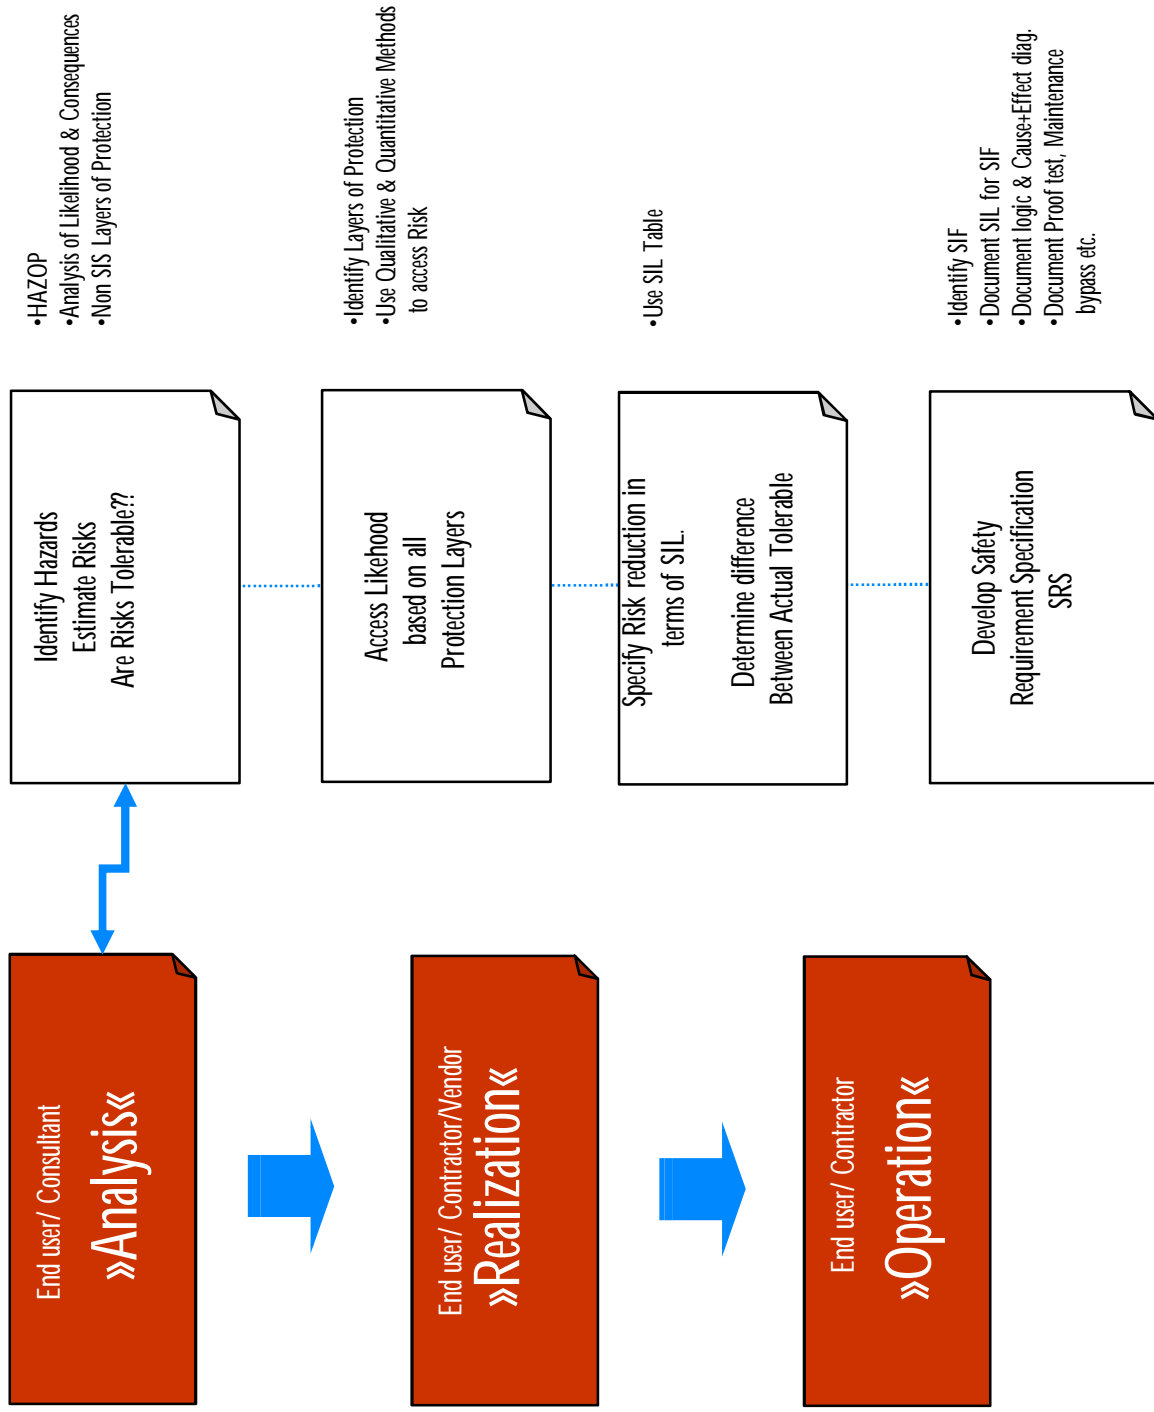 End user/ Consultant
»Analysis«
End user/ Contractor/Vendor
»Realization«
End user/ Contractor
»Operation«
Identify Hazards
Estimate Risks
Are Risks Tolerable??
Access Likehood
based on all
Protection Layers
Specify Risk reduction in
terms of SIL.
Determine difference
Between Actual Tolerable
Develop Safety
Requirement Specification
SRS
•HAZOP
•Analysis of Likelihood & Consequences
•Non SIS Layers of Protection
•Identify Layers of Protection
•Use Qualitative & Quantitative Methods
to access Risk
•Use SIL Table
•Identify SIF
•Document SIL for SIF
•Document logic & Cause+Effect diag.
•Document Proof test, Maintenance
bypass etc.